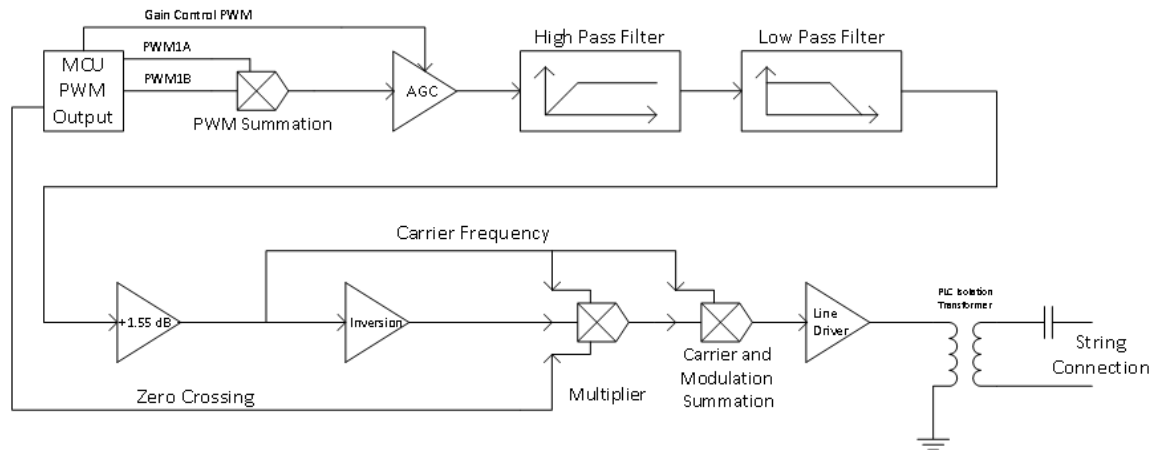 Gain Control PWM
PWM1A
PWM1B
MCU
PWM
Output
PWM Summation
AGC
High Pass Filter
Low Pass Filter
Carrier Frequency
+1.55 dB
Inversion
Zero Crossing
Multiplier
Carrier and
Modulation
Summation
Line
Driver
PLC Isolation
Transformer
String
Connection